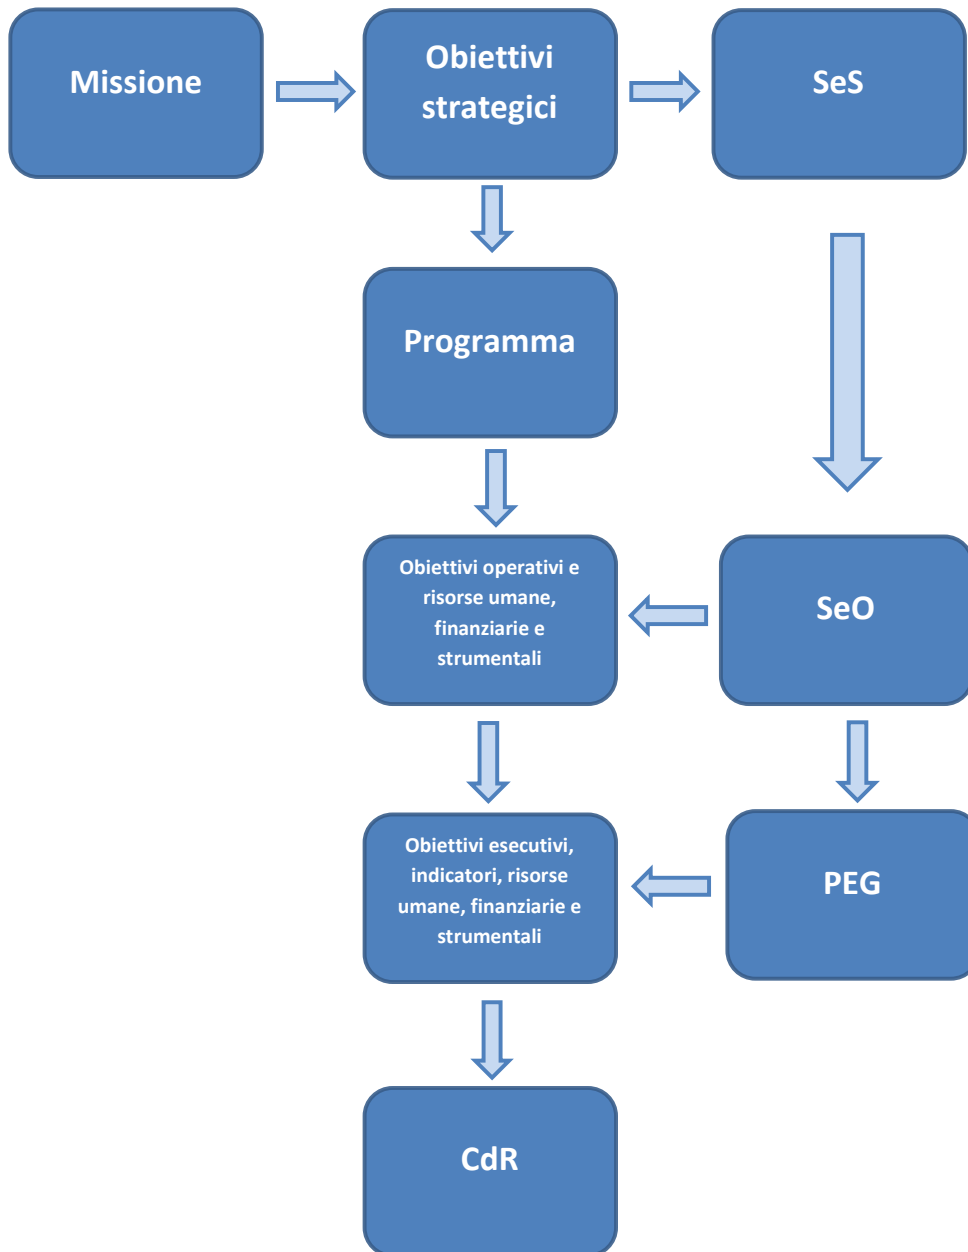 Missione
Obiettivi
strategici
SeS
Programma
Obiettivi operativi e
risorse umane,
finanziarie e
strumentali
SeO
Obiettivi esecutivi,
indicatori, risorse
umane, finanziarie e
strumentali
PEG
CdR